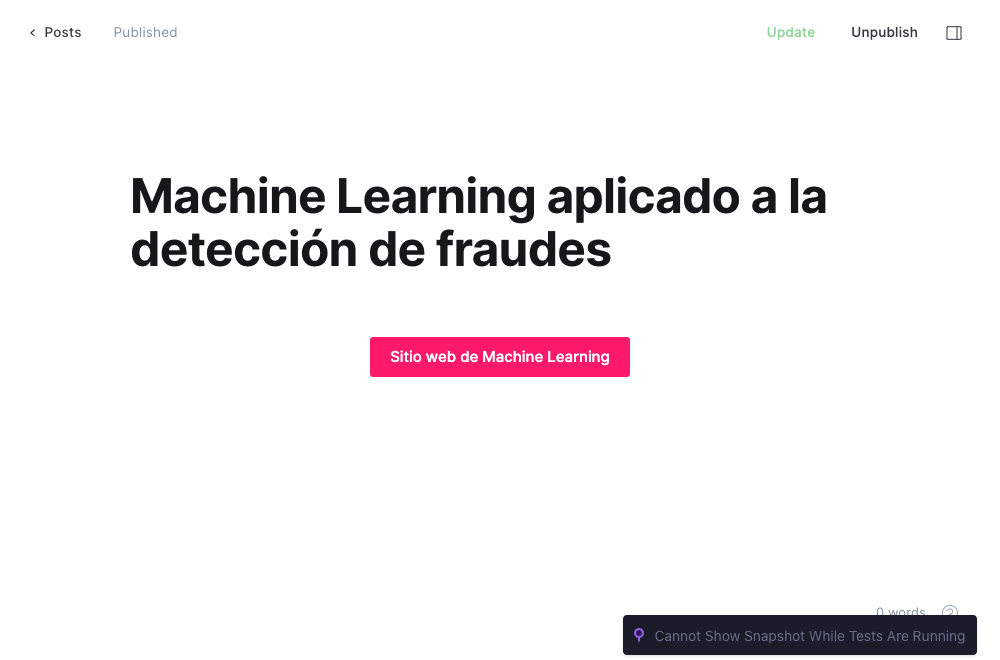 Posts Published Update Unpublish
Machine Learning aplicado a la
detección de fraudes
Sitio web de Machine Learning
0 words
Cannot Show Snapshot While Tests Are Running